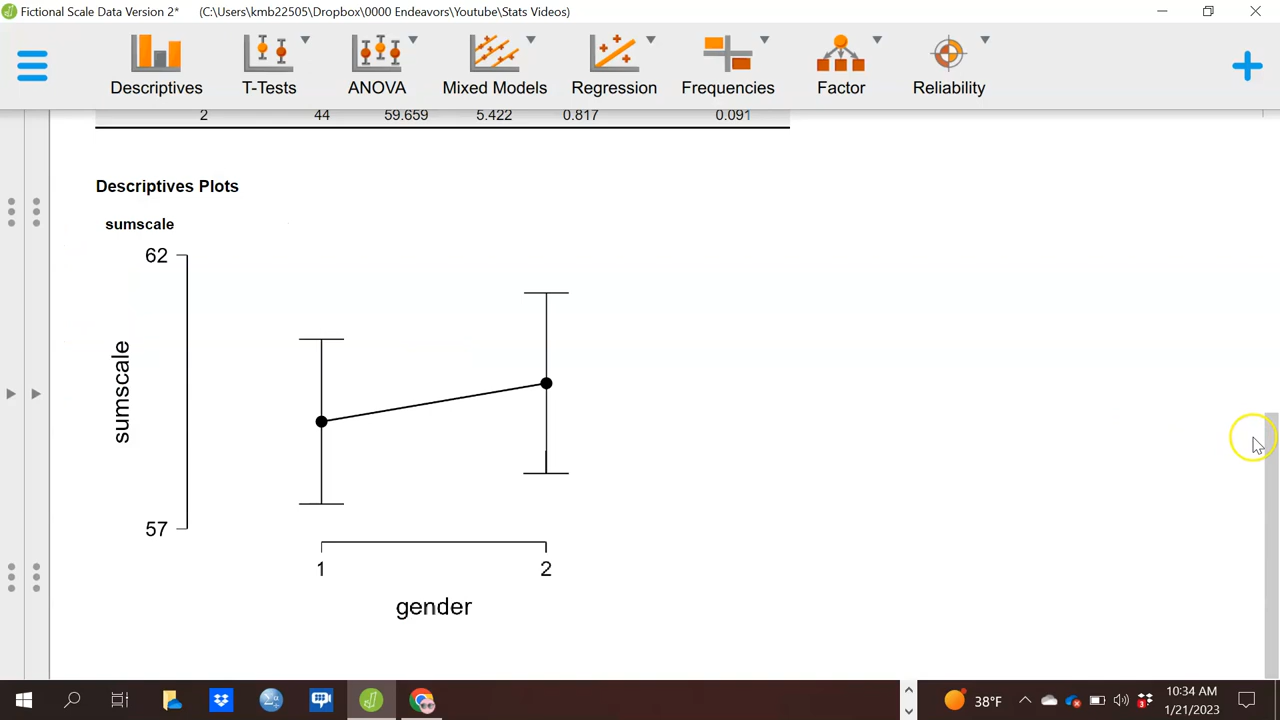 Fictional Scale Data Version 2* (C:\Users\kmb22505\Dropbox\0000 Endeavors\Youtube\Stats Videos)
Descriptives T-Tests ANOVA Mixed Models Regression Frequencies Factor Reliability
2 44 59.659 5.422 0.817 0.091
Descriptives Plots
sumscale
62
sumscale
57
1 2
gender
38°F
10:34 AM
1/21/2023